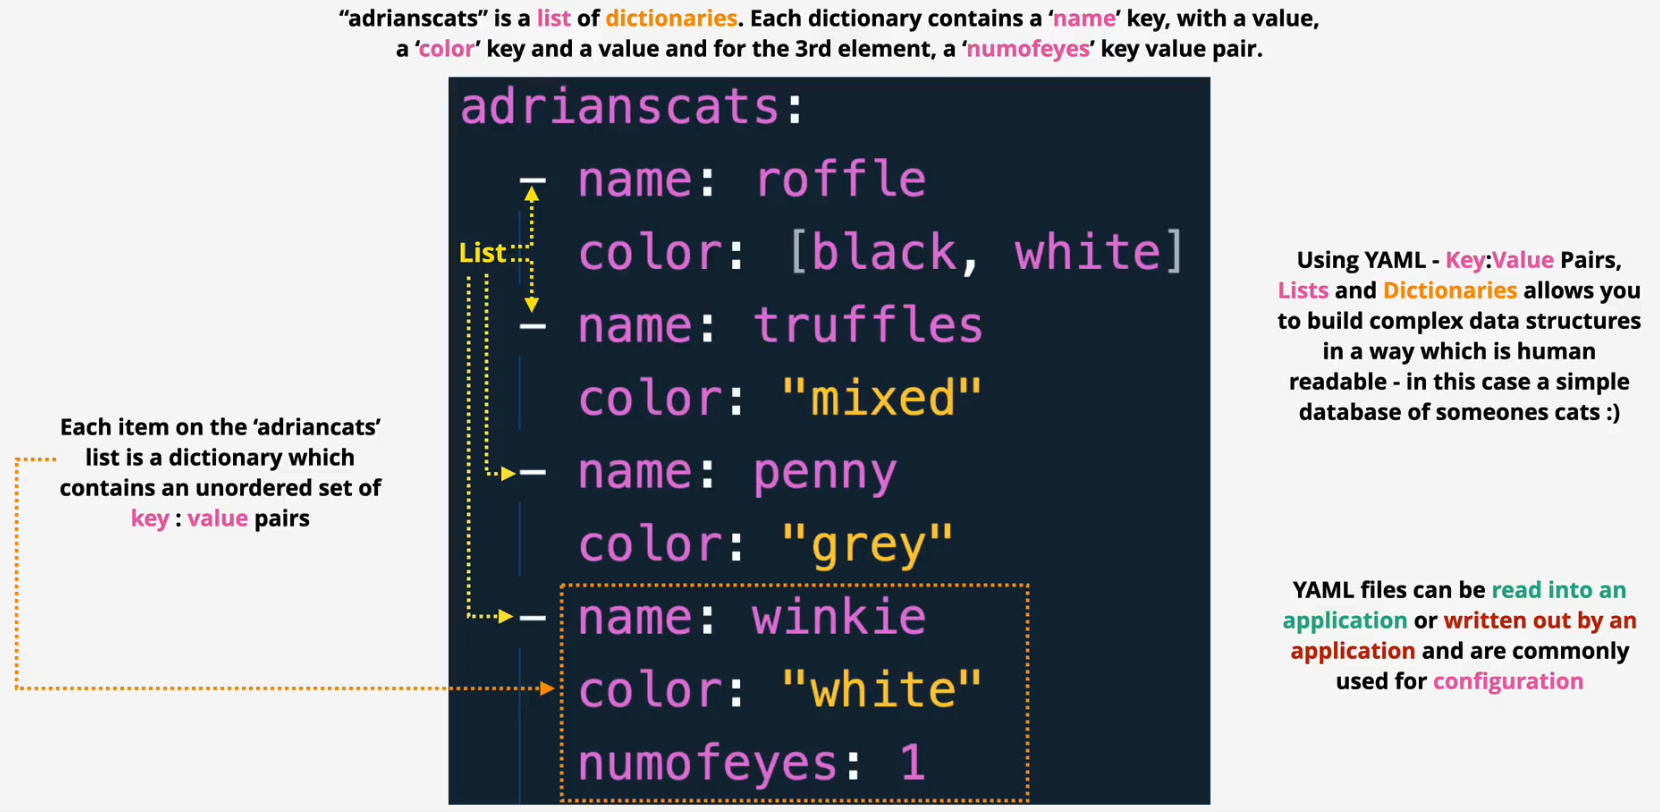 “adrianscats” is a list of dictionaries. Each dictionary contains a ‘name’ key, with a value,
a ‘color’ key and a value and for the 3rd element, a ‘numofeyes’ key value pair.
adrianscats:
– name: roffle
List
color: [black, white]
– name: truffles
color: "mixed"
– name: penny
color: "grey"
– name: winkie
color: "white"
numofeyes: 1
Each item on the ‘adriancats’
list is a dictionary which
contains an unordered set of
key : value pairs
Using YAML - Key:Value Pairs,
Lists and Dictionaries allows you
to build complex data structures
in a way which is human
readable - in this case a simple
database of someones cats :)
YAML files can be read into an
application or written out by an
application and are commonly
used for configuration